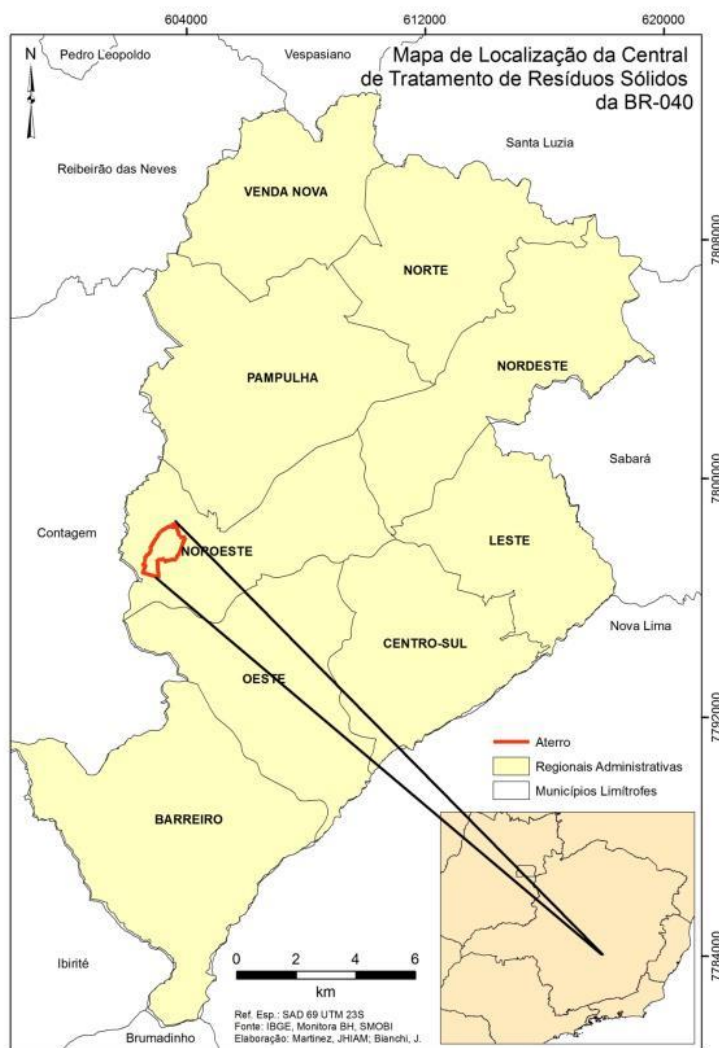 604000
612000
620000
Mapa de Localização da Central
de Tratamento de Resíduos Sólidos
da BR-040
N
Pedro Leopoldo
Vespasiano
Santa Luzia
Reibeirão das Neves
VENDA NOVA
7808000
NORTE
NORDESTE
PAMPULHA
Sabará
7800000
Contagem
NOROESTE
LESTE
Nova Lima
CENTRO-SUL
OESTE
7792000
Aterro
Regionais Administrativas
Municípios Limítrofes
BARREIRO
7784000
Ibirité
0 2 4 6
km
Ref. Esp.: SAD 69 UTM 23S
Fonte: IBGE, Monitora BH, SMOBI
Elaboração: Martinez, JHIAM; Bianchi, J.
Brumadinho